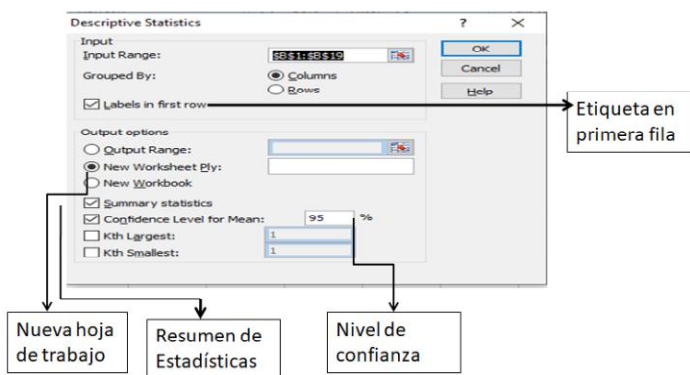 Descriptive Statistics ? ×
Input
Input Range: $B$1:$B$19
Grouped By: Columns
Rows
Labels in first row
OK
Cancel
Help
Etiqueta en
primera fila
Output options
Output Range:
New Worksheet Ply:
New Workbook
Summary statistics
Confidence Level for Mean: 95 %
Kth Largest: 1
Kth Smallest: 1
Nueva hoja
de trabajo
Resumen de
Estadísticas
Nivel de
confianza